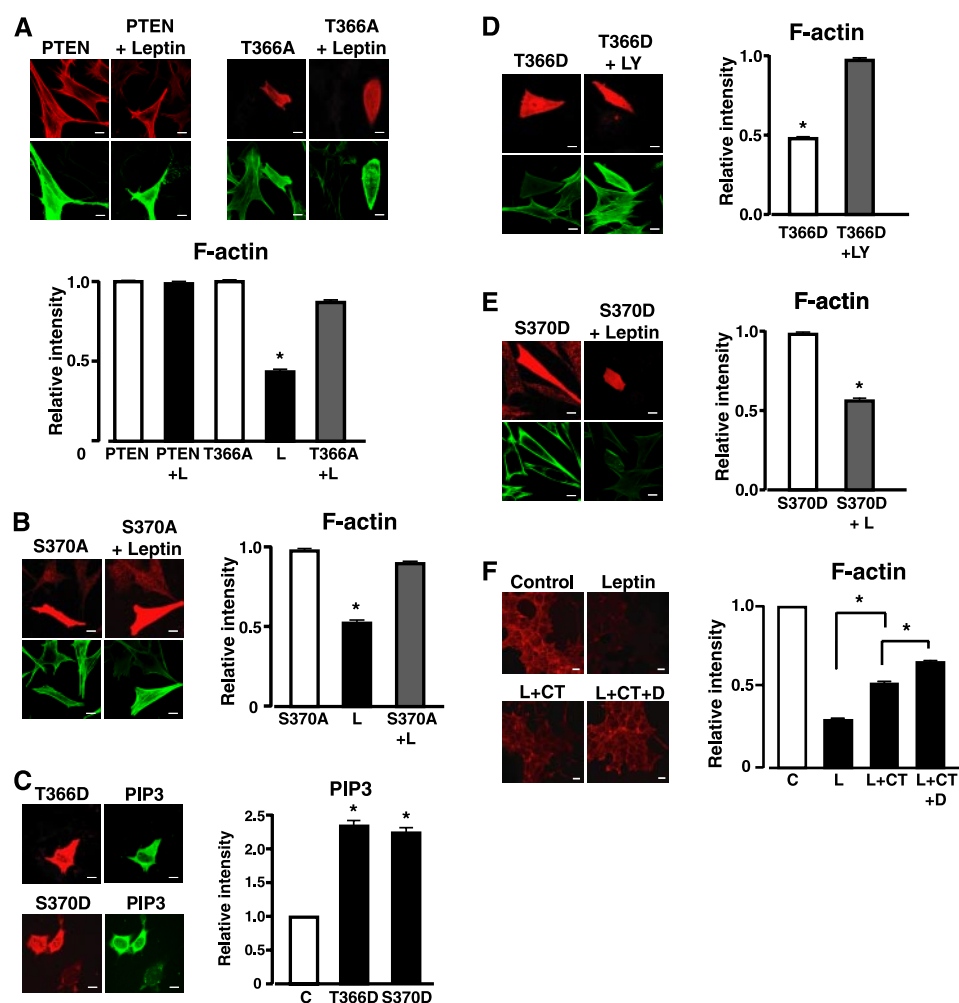 A
PTEN
PTEN
+ Leptin
T366A
T366A
+ Leptin
F-actin
Relative intensity
1.0
0.5
0
PTEN
PTEN
+L
T366A
L
T366A
+L
B
S370A
S370A
+ Leptin
F-actin
Relative intensity
1.0
0.5
0
S370A
L
S370A
+L
*
*
C
T366D
PIP3
S370D
PIP3
PIP3
Relative intensity
2.5
2.0
1.0
0.5
0
*
*
C
T366D
S370D
D
T366D
T366D
+ LY
F-actin
Relative intensity
1.0
0.5
0.0
*
T366D
T366D
+LY
E
S370D
S370D
+ Leptin
F-actin
Relative intensity
1.0
0.5
0.0
*
S370D
S370D
+ L
F
Control
Leptin
L+CT
L+CT+D
F-actin
Relative intensity
1.0
0.5
0
*
*
C
L
L+CT
L+CT
+D